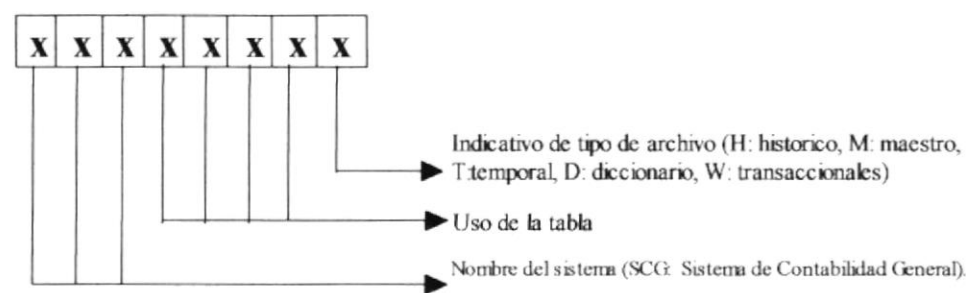 X X X X X X X X
Indicativo de tipo de archivo (H: historico, M: maestro,
T:temporal, D: diccionario, W: transaccionales)
Uso de la tabla
Nombre del sistema (SCG: Sistema de Contabilidad General).